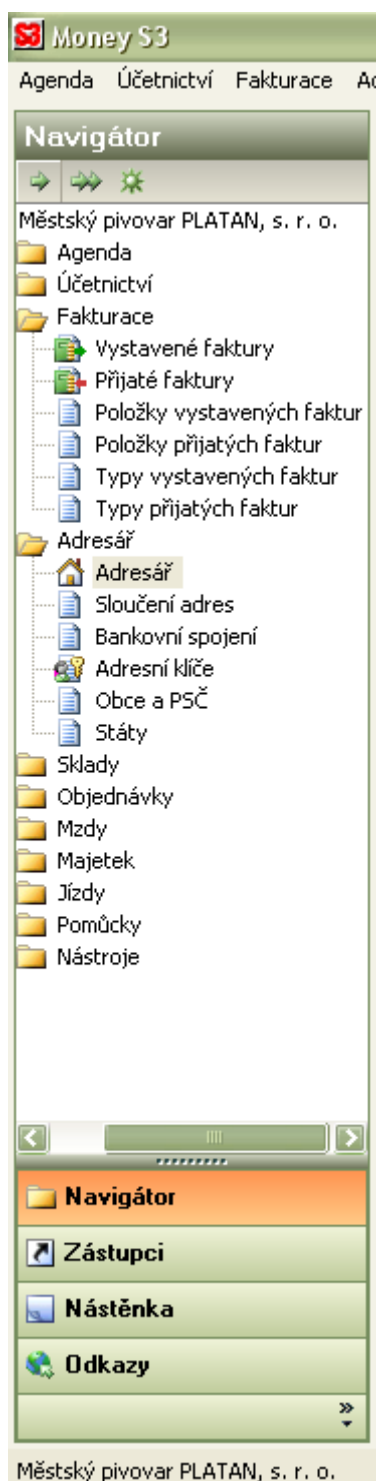 S3 Money S3
Agenda Účetnictví Fakturace
Navigátor
Městský pivovar PLATAN, s. r. o.
Agenda
Účetnictví
Fakturace
Vystavené faktury
Přijaté faktury
Položky vystavených faktur
Položky přijatých faktur
Typy vystavených faktur
Typy přijatých faktur
Adresář
Adresář
Sloučení adres
Bankovní spojení
Adresní klíče
Obce a PSČ
Státy
Sklady
Objednávky
Mzdy
Majetek
Jízdy
Pomůcky
Nástroje
Navigátor
Zástupci
Nástěnka
Odkazy
Městský pivovar PLATAN, s. r. o.